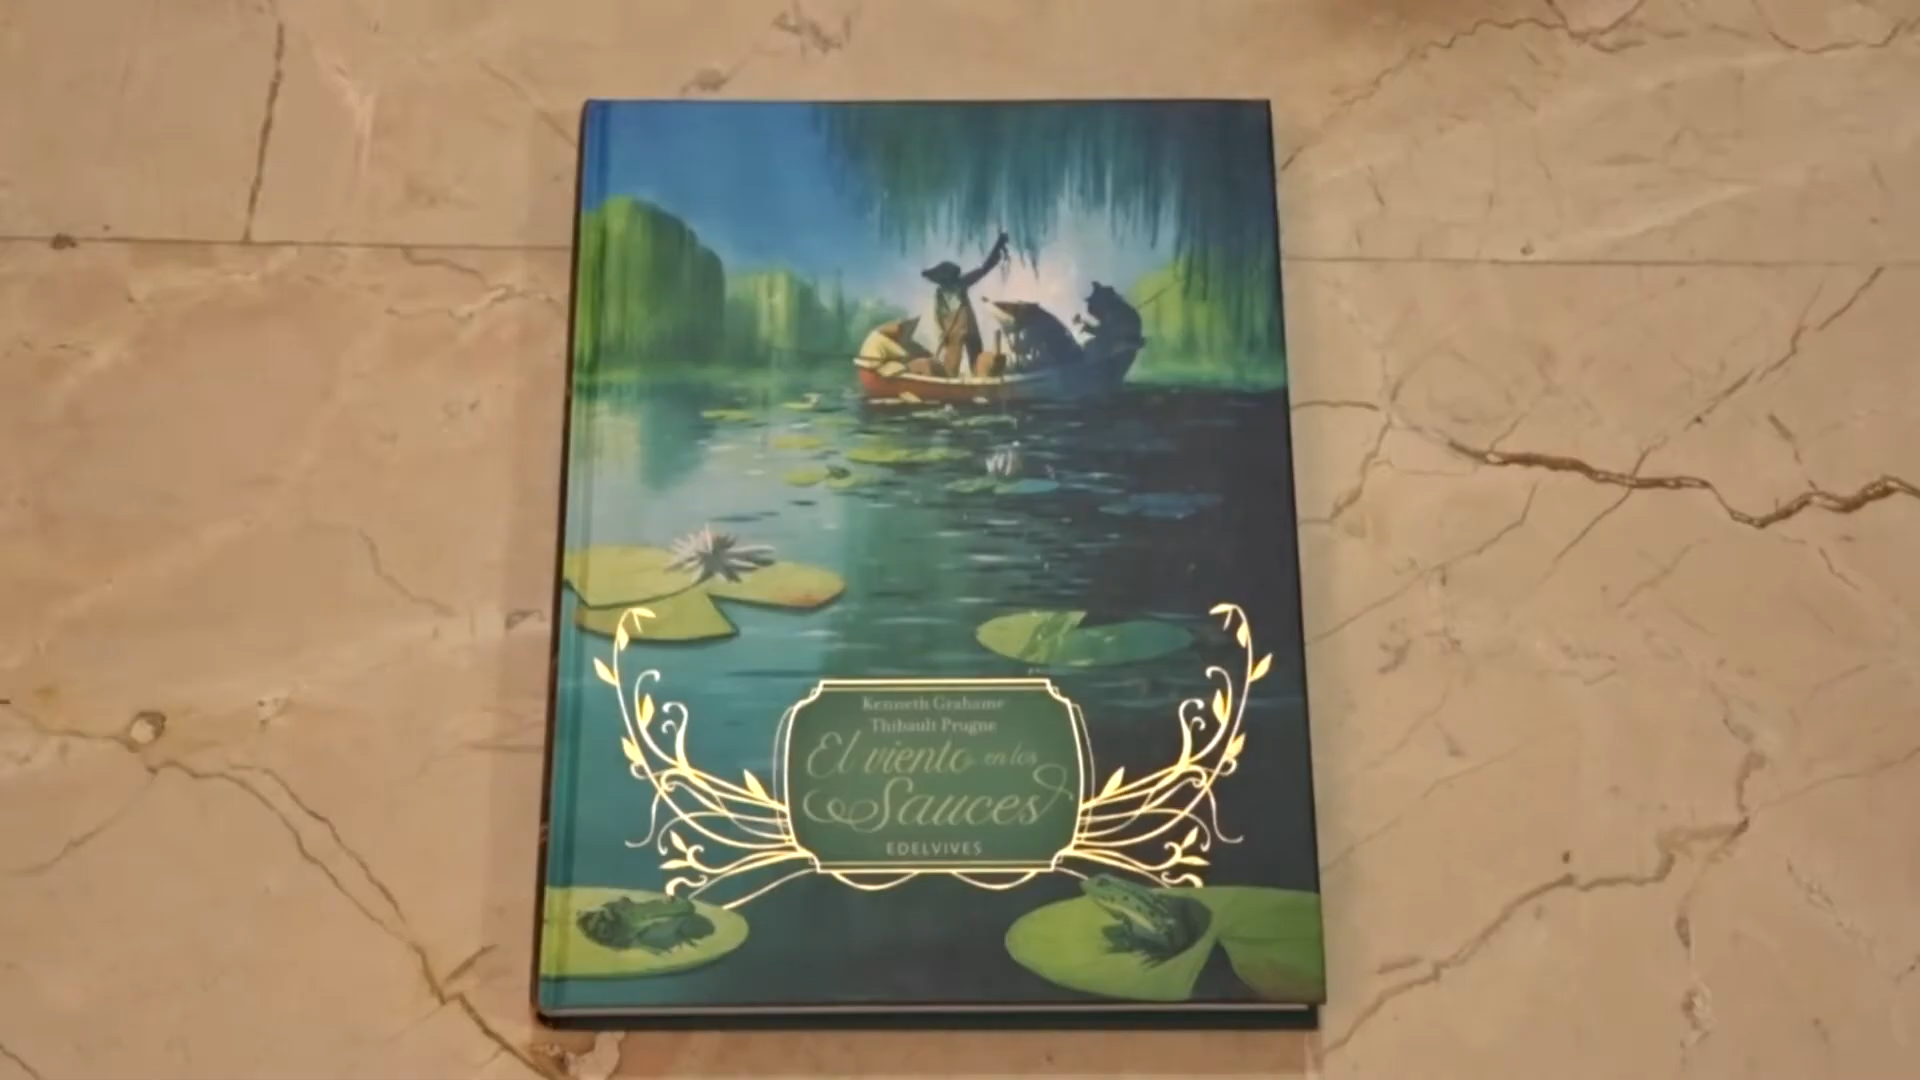 Kenneth Grahame
Thibault Prugne
El viento en los
Sauces
EDELVIVES